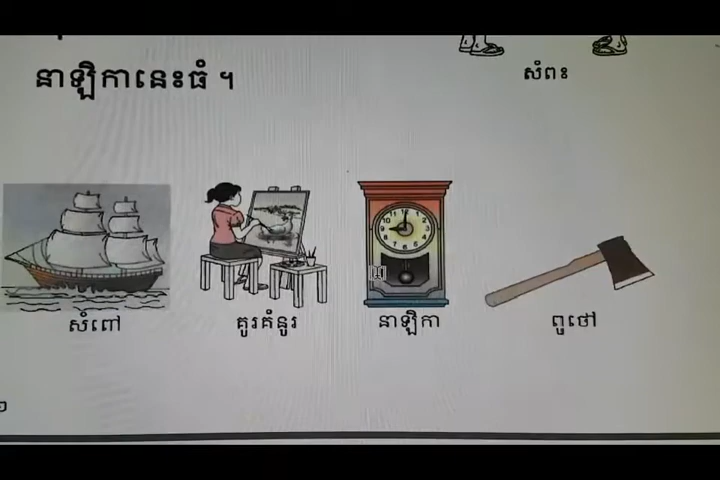 នាឡិកានេះធំ ។
សំពះ
សំពៅ
គូរគំនូរ
នាឡិកា
ពូថៅ